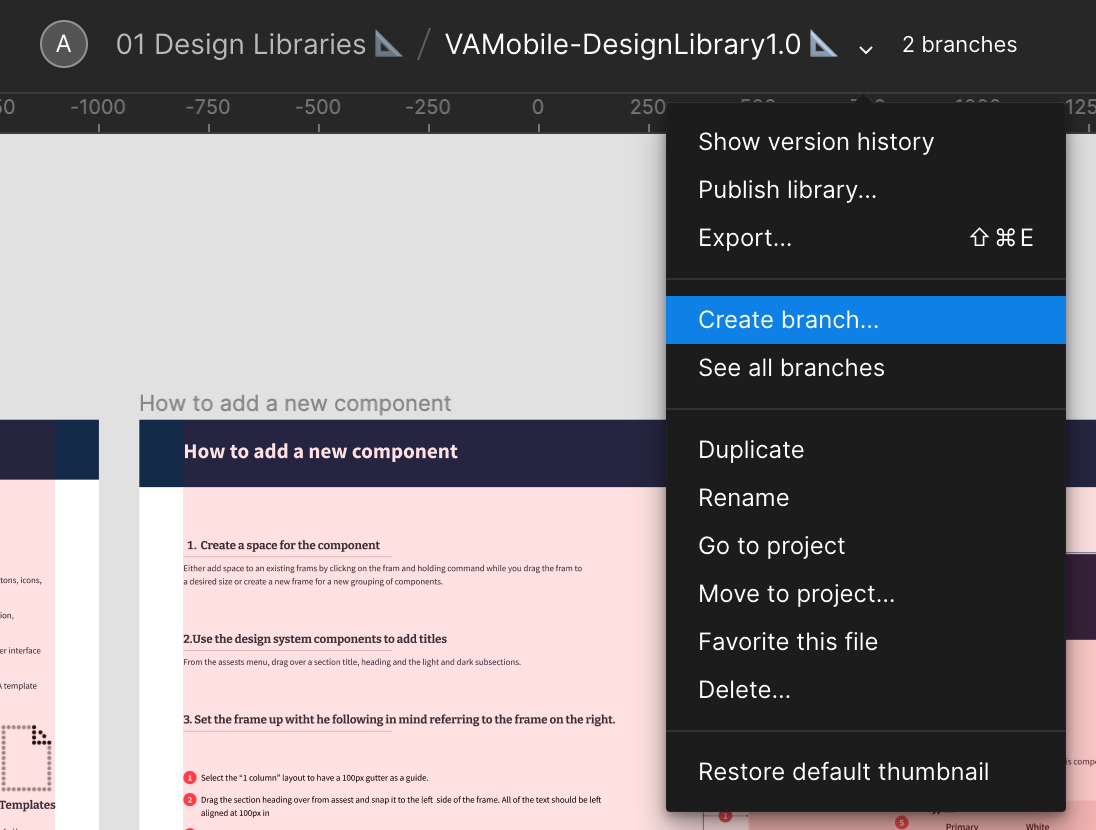 A 01 Design Libraries / VAMobile-DesignLibrary1.0 2 branches
50 -1000 -750 -500 -250 0 250 500 750 1000 125
Show version history
Publish library...
Export... ⇧⌘E
Create branch...
See all branches
Duplicate
Rename
Go to project
Move to project...
Favorite this file
Delete...
Restore default thumbnail
How to add a new component
How to add a new component
1. Create a space for the component
Either add space to an existing frams by clickng on the fram and holding command while you drag the fram to
a desired size or create a new frame for a new grouping of components.
2.Use the design system components to add titles
From the assests menu, drag over a section title, heading and the light and dark subsections.
3. Set the frame up witht he following in mind referring to the frame on the right.
1 Select the “1 column” layout to have a 100px gutter as a guide.
2 Drag the section heading over from assest and snap it to the left side of the frame. All of the text should be left
aligned at 100px in
tons, icons,
ion,
er interface
A template
Templates
is compo
1
5
Primary White